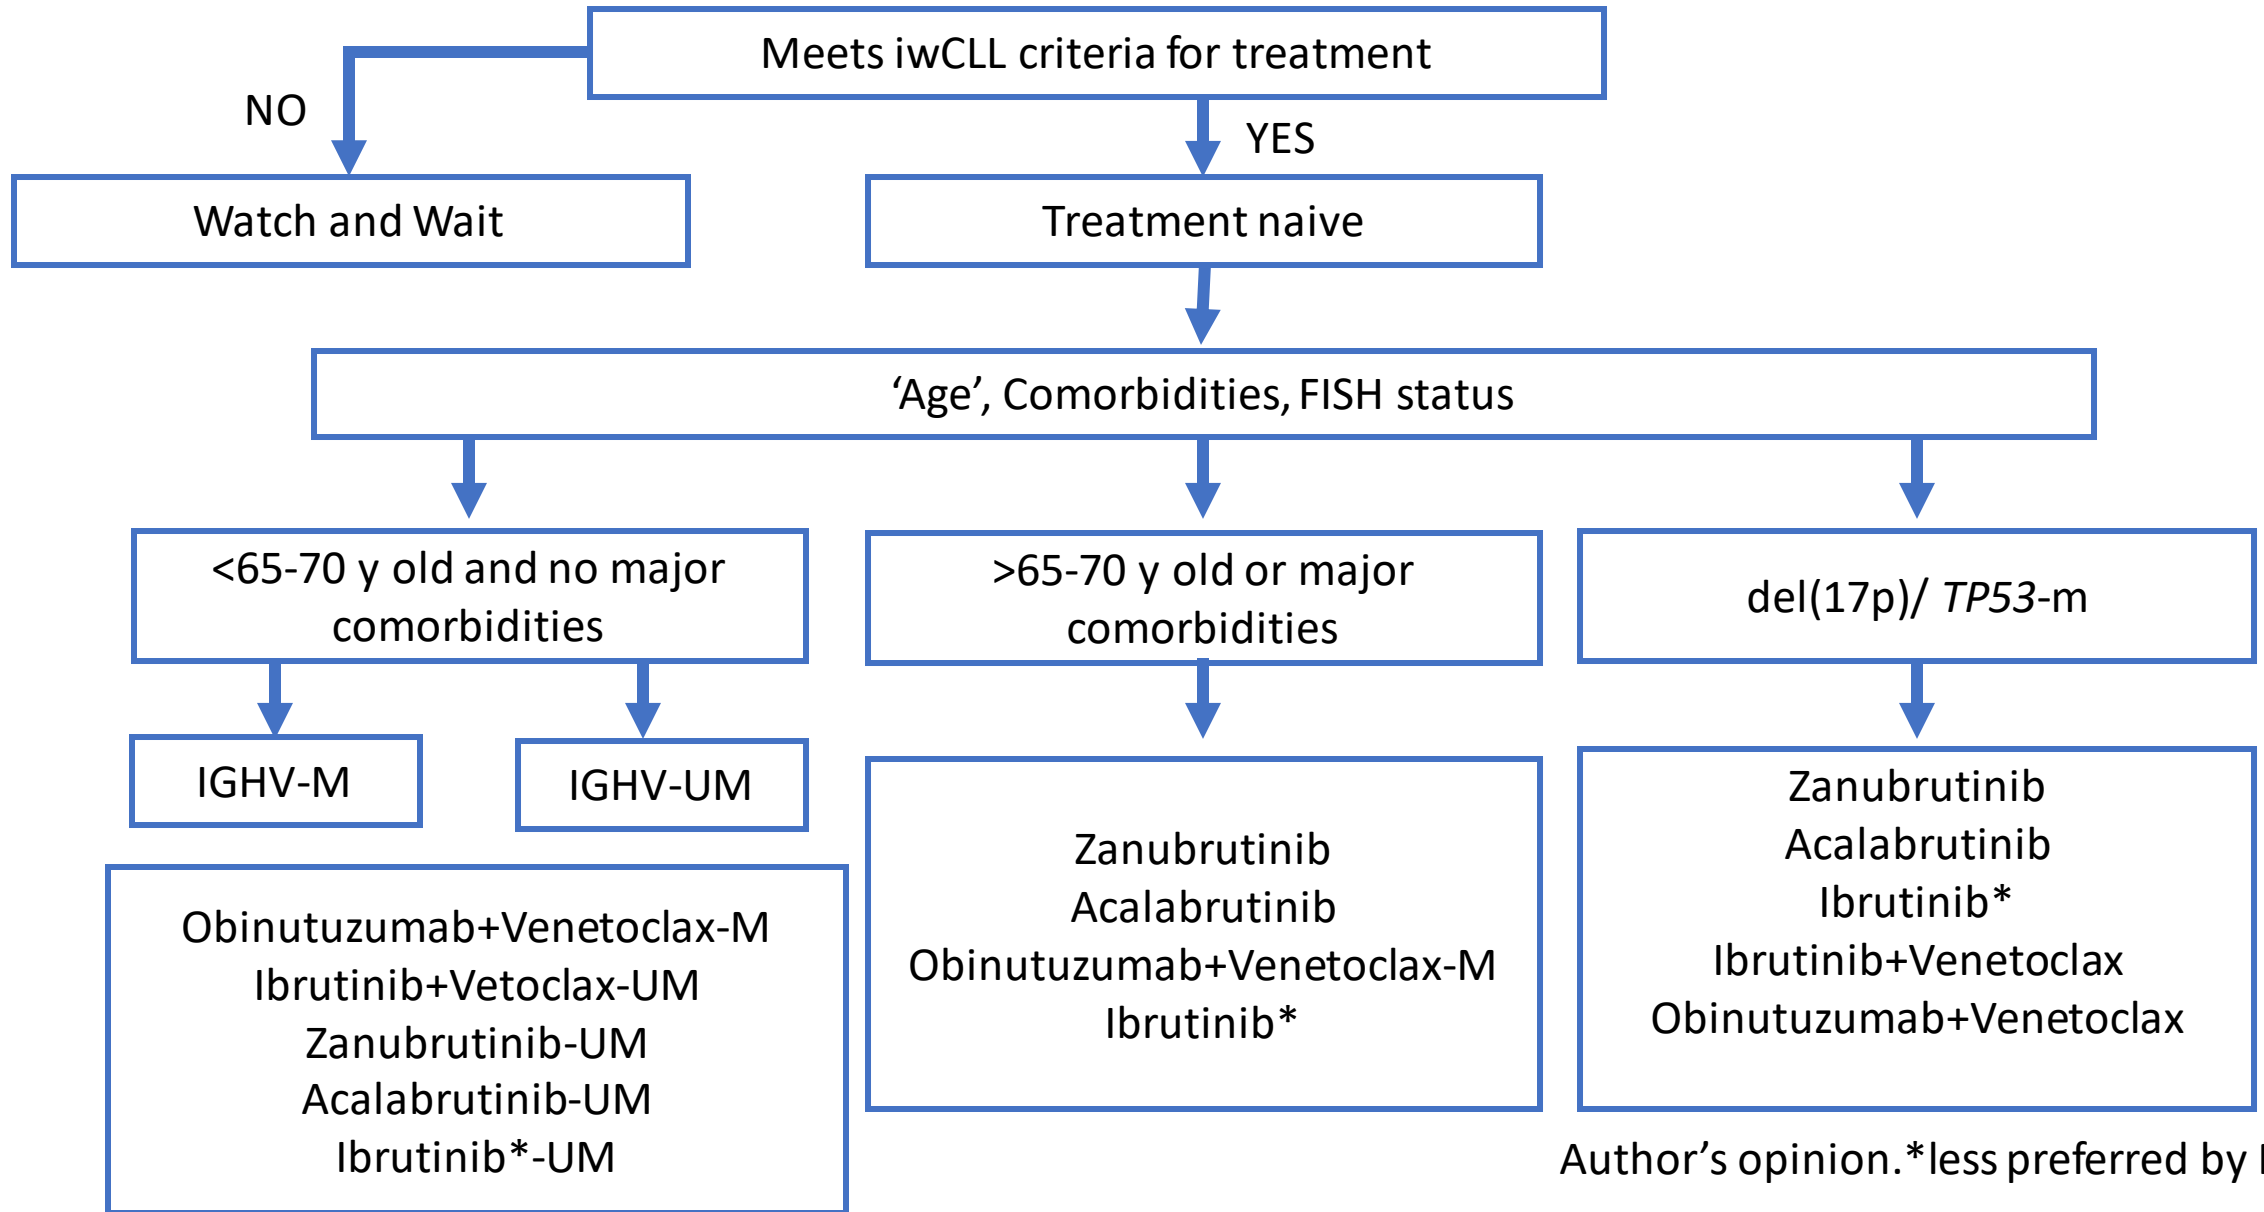 Meets iwCLL criteria for treatment
NO
YES
Watch and Wait
Treatment naive
‘Age’, Comorbidities, FISH status
<65-70 y old and no major
comorbidities
>65-70 y old or major
comorbidities
del(17p)/ TP53-m
IGHV-M
IGHV-UM
Obinutuzumab+Venetoclax-M
Ibrutinib+Vetoclax-UM
Zanubrutinib-UM
Acalabrutinib-UM
Ibrutinib*-UM
Zanubrutinib
Acalabrutinib
Obinutuzumab+Venetoclax-M
Ibrutinib*
Zanubrutinib
Acalabrutinib
Ibrutinib*
Ibrutinib+Venetoclax
Obinutuzumab+Venetoclax
Author’s opinion.*less preferred by